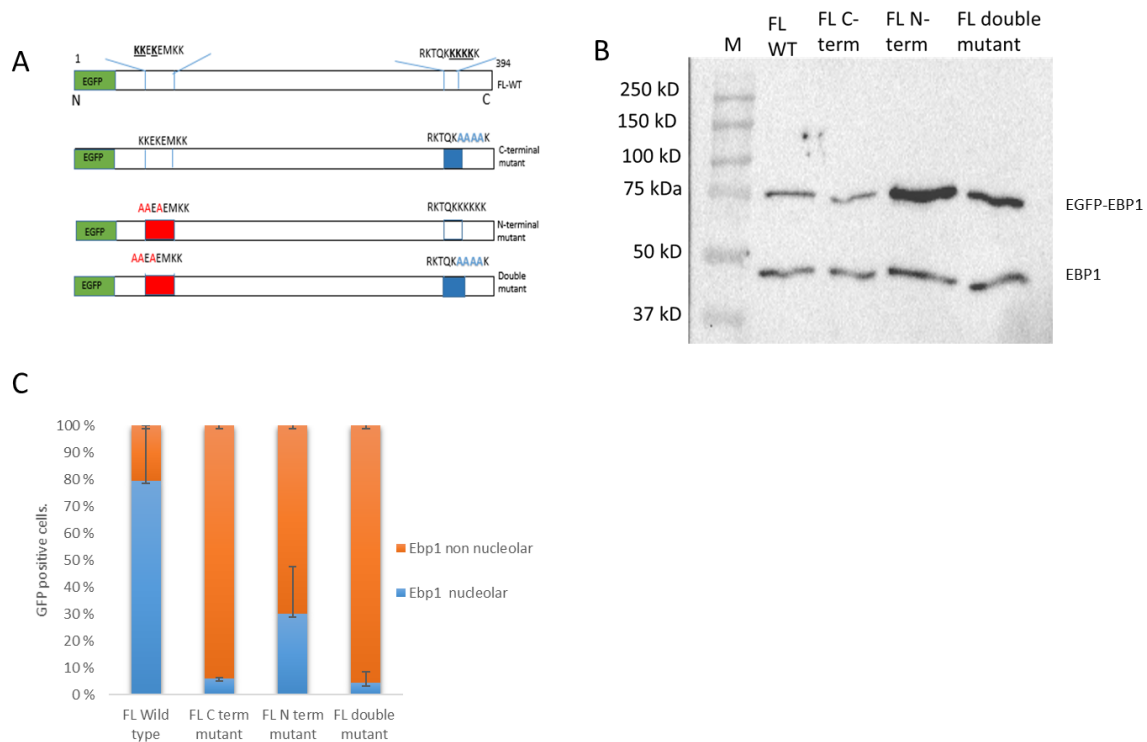 A
1
KKEKEMKK
RKTQKKKKK
394
EGFP
FL-WT
N
C
KKEKEMKK
RKTQKAAAAK
EGFP
C-terminal
mutant
AAEAEMKK
RKTQKKKKKK
EGFP
N-terminal
mutant
AAEAEMKK
RKTQKAAAAK
EGFP
Double
mutant
B
M
FL
WT
FL C-
term
FL N-
term
FL double
mutant
250 kD
150 kD
100 kD
75 kDa
50 kD
37 kD
EGFP-EBP1
EBP1
C
GFP positive cells.
100 %
90 %
80 %
70 %
60 %
50 %
40 %
30 %
20 %
10 %
0 %
FL Wild
type
FL C term
mutant
FL N term
mutant
FL double
mutant
Ebp1 non nucleolar
Ebp1 nucleolar